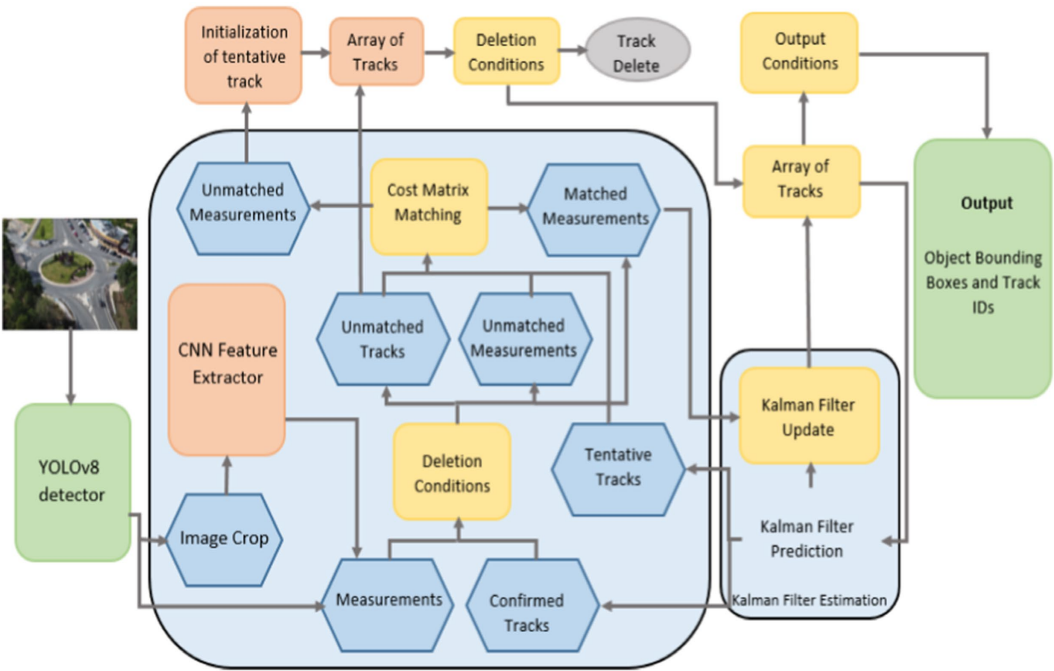 Initialization
of tentative
track
Array of
Tracks
Deletion
Conditions
Track
Delete
Output
Conditions
Unmatched
Measurements
Cost Matrix
Matching
Matched
Measurements
Array of
Tracks
Output
Object Bounding
Boxes and Track
IDs
CNN Feature
Extractor
Unmatched
Tracks
Unmatched
Measurements
Kalman Filter
Update
YOLOv8
detector
Deletion
Conditions
Tentative
Tracks
Image Crop
Kalman Filter
Prediction
Measurements
Confirmed
Tracks
Kalman Filter Estimation